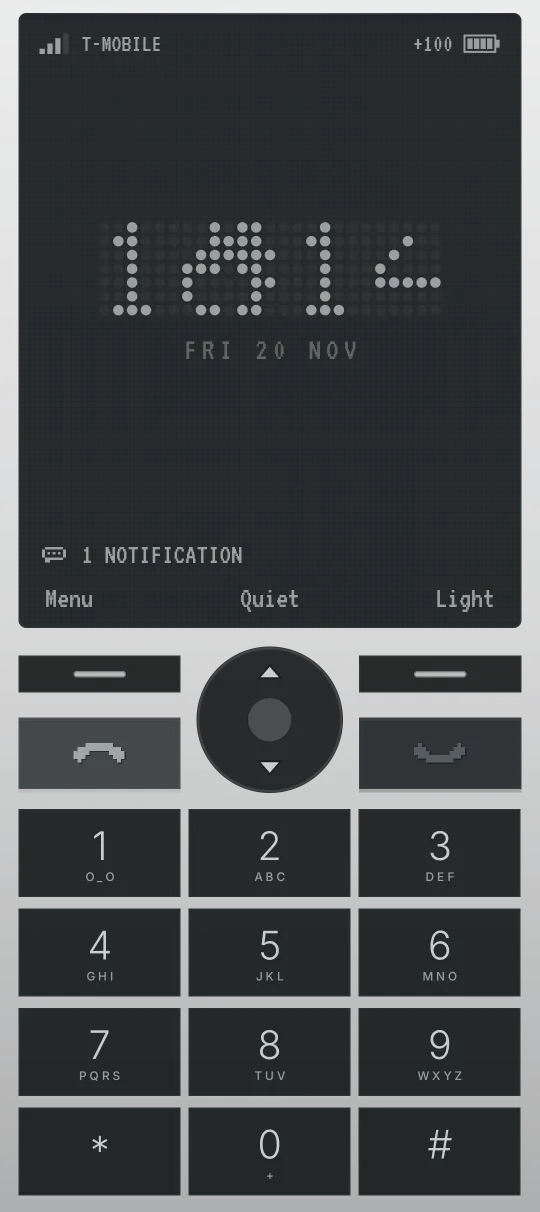 T-MOBILE +100
FRI 20 NOV
1 NOTIFICATION
Menu Quiet Light
1 2 3
O_O ABC DEF
4 5 6
GHI JKL MNO
7 8 9
PQRS TUV WXYZ
* 0 #
+